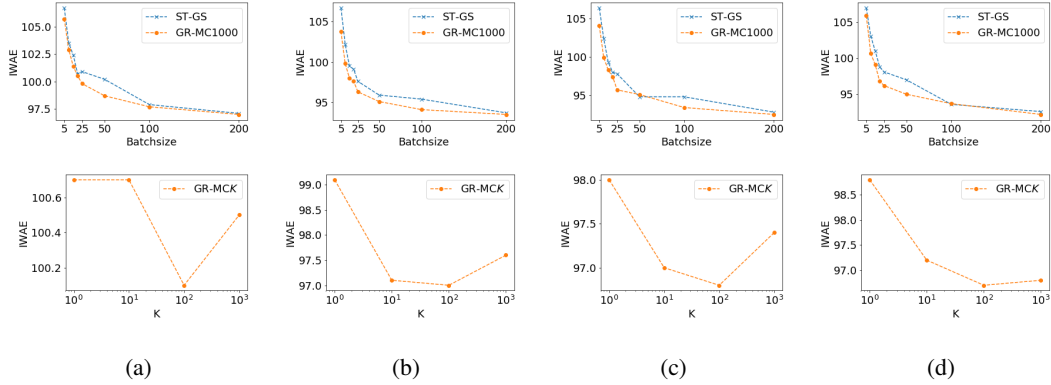 105.0
102.5
100.0
97.5
IWAE
5 25 50 100 200
Batchsize
ST-GS
GR-MC1000
105
100
95
IWAE
5 25 50 100 200
Batchsize
ST-GS
GR-MC1000
105
100
95
IWAE
5 25 50 100 200
Batchsize
ST-GS
GR-MC1000
105
100
95
IWAE
5 25 50 100 200
Batchsize
ST-GS
GR-MC1000
100.6
100.4
100.2
IWAE
10⁰ 10¹ 10² 10³
K
GR-MCK
99.0
98.5
98.0
97.5
97.0
IWAE
10⁰ 10¹ 10² 10³
K
GR-MCK
98.0
97.5
97.0
IWAE
10⁰ 10¹ 10² 10³
K
GR-MCK
98.5
98.0
97.5
97.0
IWAE
10⁰ 10¹ 10² 10³
K
GR-MCK
(a) (b) (c) (d)